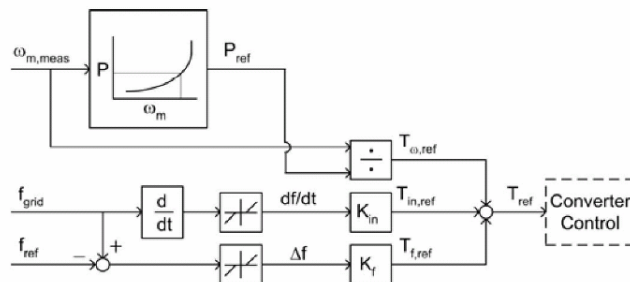 ω_m,meas
P
ω_m
P_ref
÷
T_ω,ref
f_grid
d
dt
df/dt
K_in
T_in,ref
T_ref
Converter
Control
f_ref
+
−
Δf
K_f
T_f,ref